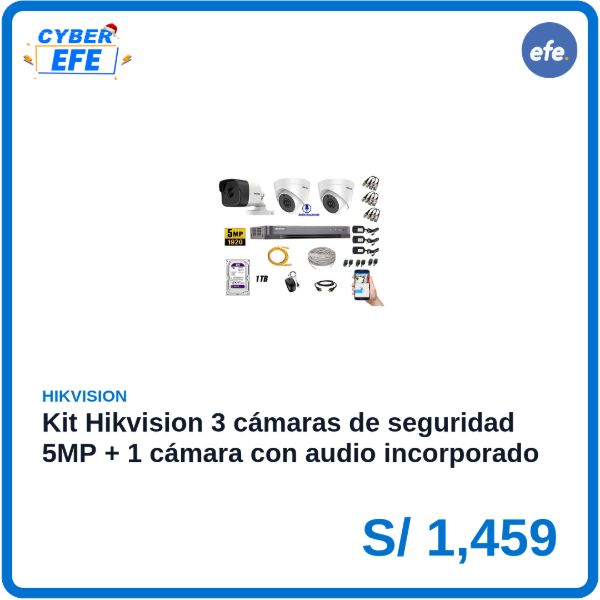 CYBER
EFE
efe.
5MP
1920
1TB
HIKVISION
Kit Hikvision 3 cámaras de seguridad
5MP + 1 cámara con audio incorporado
S/ 1,459